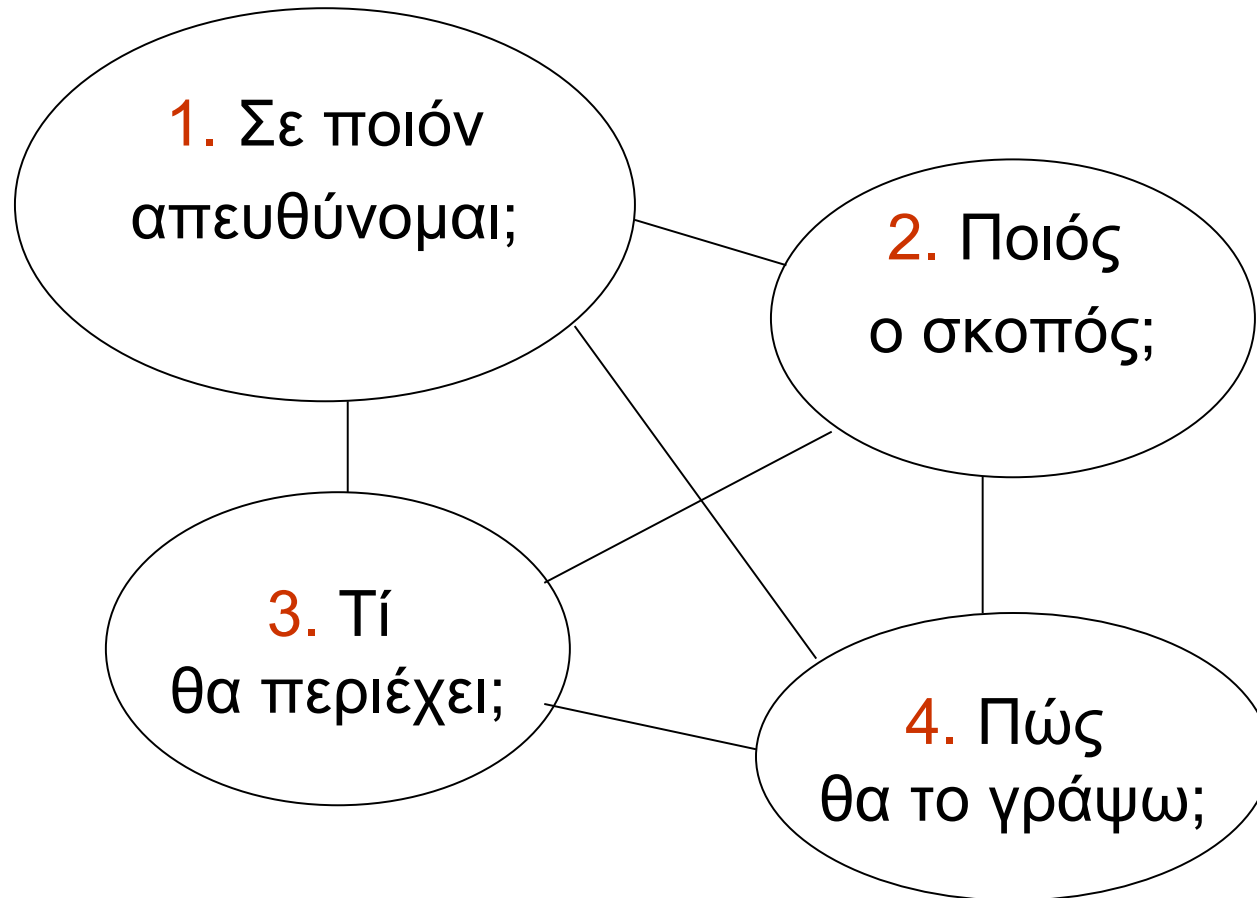 1. Σε ποιόν
απευθύνομαι;
2. Ποιός
ο σκοπός;
3. Τί
θα περιέχει;
4. Πώς
θα το γράψω;